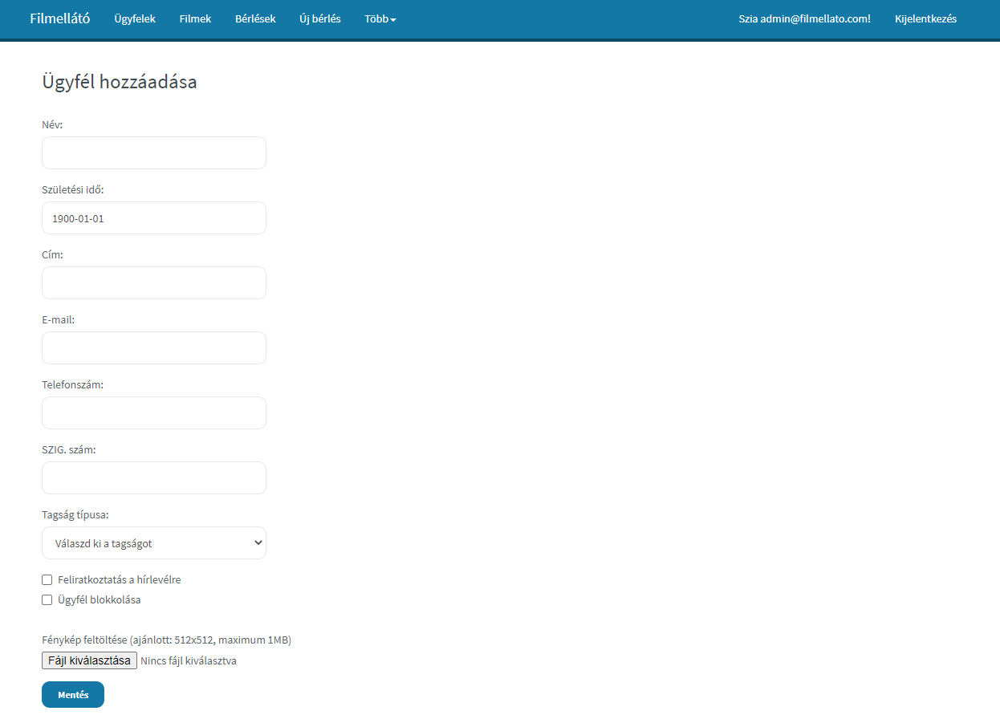 Filmellátó Ügyfelek Filmek Bérlések Új bérlés Több Szia admin@filmellato.com! Kijelentkezés
Ügyfél hozzáadása
Név:
Születési idő:
1900-01-01
Cím:
E-mail:
Telefonszám:
SZIG. szám:
Tagság típusa:
Válaszd ki a tagságot
Feliratkoztatás a hírlevélre
Ügyfél blokkolása
Fénykép feltöltése (ajánlott: 512x512, maximum 1MB)
Fájl kiválasztása Nincs fájl kiválasztva
Mentés